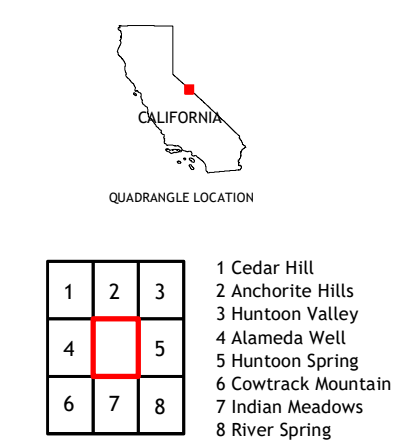 CALIFORNIA
QUADRANGLE LOCATION
1 2 3
4 5
6 7 8
1 Cedar Hill
2 Anchorite Hills
3 Huntoon Valley
4 Alameda Well
5 Huntoon Spring
6 Cowtrack Mountain
7 Indian Meadows
8 River Spring